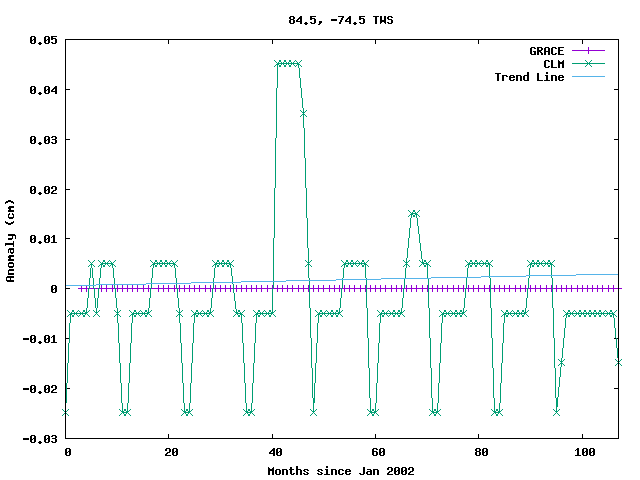 84.5, -74.5 TWS
GRACE
CLM
Trend Line
Anomaly (cm)
0.05
0.04
0.03
0.02
0.01
0
-0.01
-0.02
-0.03
0 20 40 60 80 100
Months since Jan 2002